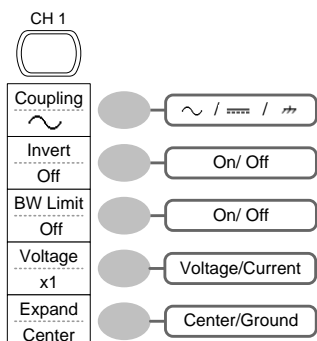 CH 1
Coupling
/ /
Invert
Off
On/ Off
BW Limit
Off
On/ Off
Voltage
x1
Voltage/Current
Expand
Center
Center/Ground